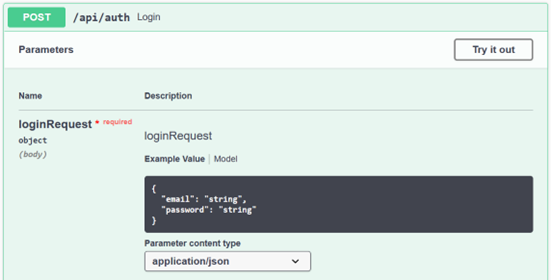 POST /api/auth Login
Parameters
Try it out
Name Description
loginRequest * required
object
(body)
loginRequest
Example Value | Model
{
"email": "string",
"password": "string"
}
Parameter content type
application/json